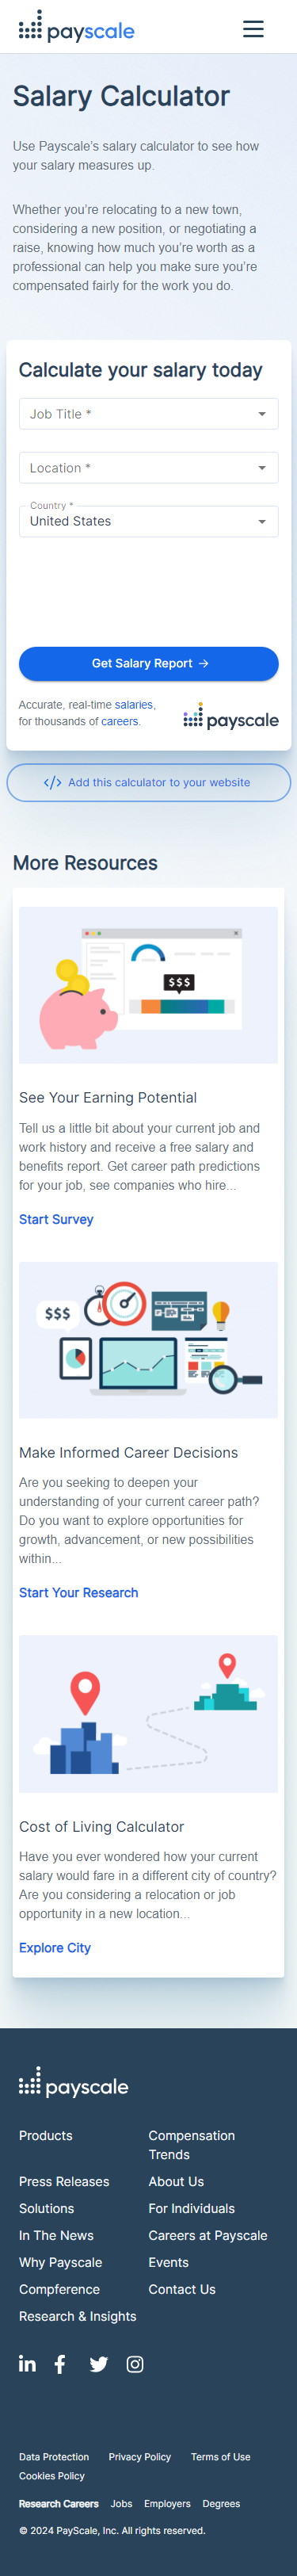 payscale
Salary Calculator
Use Payscale’s salary calculator to see how
your salary measures up.
Whether you’re relocating to a new town,
considering a new position, or negotiating a
raise, knowing how much you’re worth as a
professional can help you make sure you’re
compensated fairly for the work you do.
Calculate your salary today
Job Title *
Location *
Country *
United States
Get Salary Report →
Accurate, real-time salaries,
for thousands of careers.
payscale
</> Add this calculator to your website
More Resources
$$$
See Your Earning Potential
Tell us a little bit about your current job and
work history and receive a free salary and
benefits report. Get career path predictions
for your job, see companies who hire...
Start Survey
$$$
Make Informed Career Decisions
Are you seeking to deepen your
understanding of your current career path?
Do you want to explore opportunities for
growth, advancement, or new possibilities
within...
Start Your Research
Cost of Living Calculator
Have you ever wondered how your current
salary would fare in a different city of country?
Are you considering a relocation or job
opportunity in a new location...
Explore City
payscale
Products
Compensation
Trends
Press Releases
About Us
Solutions
For Individuals
In The News
Careers at Payscale
Why Payscale
Events
Compference
Contact Us
Research & Insights
Data Protection Privacy Policy Terms of Use
Cookies Policy
Research Careers Jobs Employers Degrees
© 2024 PayScale, Inc. All rights reserved.